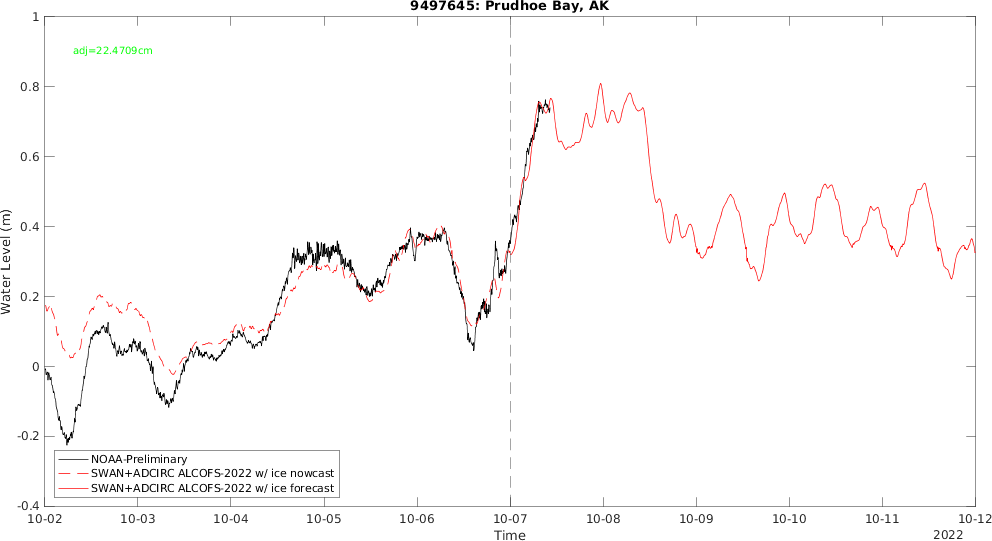 9497645: Prudhoe Bay, AK
adj=22.4709cm
Water Level (m)
1
0.8
0.6
0.4
0.2
0
-0.2
-0.4
NOAA-Preliminary
SWAN+ADCIRC ALCOFS-2022 w/ ice nowcast
SWAN+ADCIRC ALCOFS-2022 w/ ice forecast
10-02 10-03 10-04 10-05 10-06 10-07 10-08 10-09 10-10 10-11 10-12
Time
2022